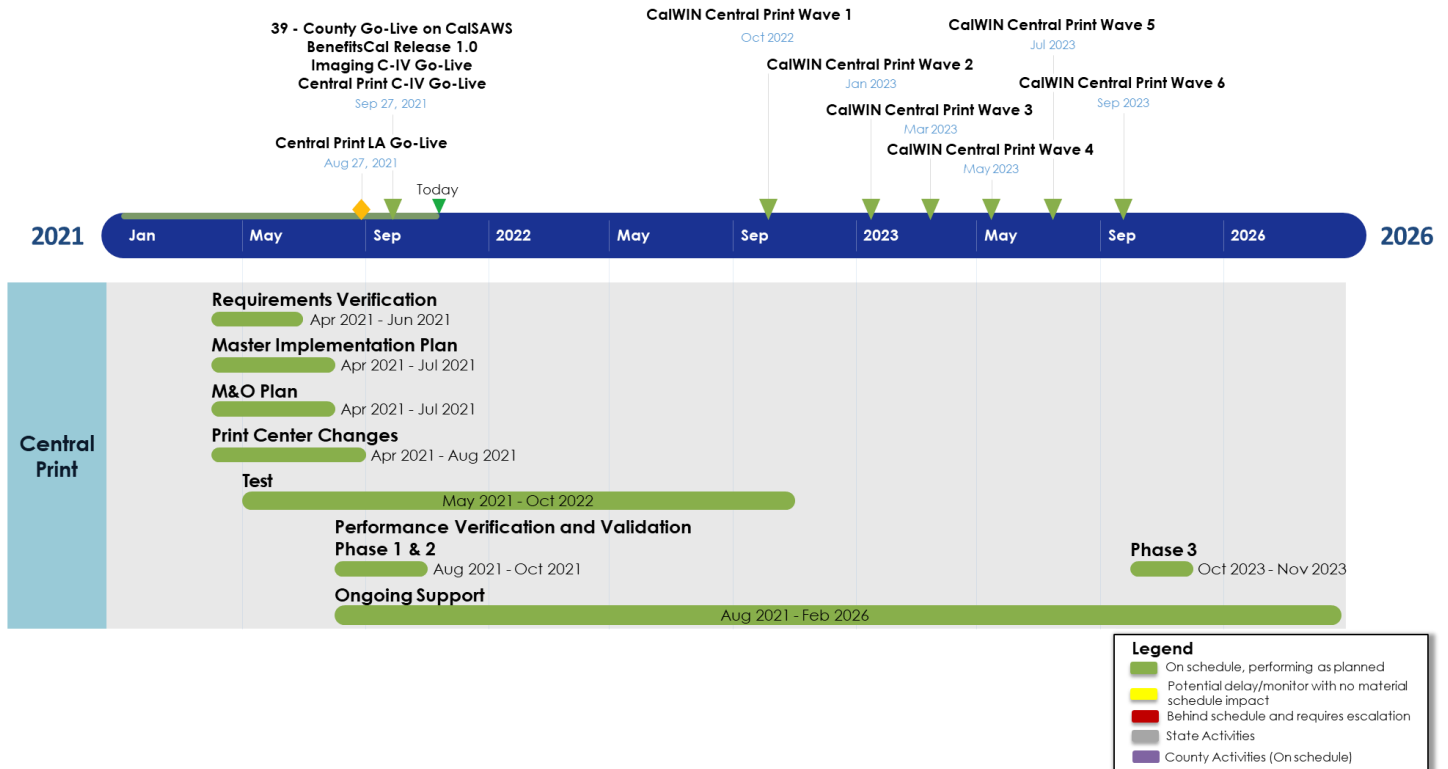 39 - County Go-Live on CalSAWS
BenefitsCal Release 1.0
Imaging C-IV Go-Live
Central Print C-IV Go-Live
Sep 27, 2021
Central Print LA Go-Live
Aug 27, 2021
Today
CalWIN Central Print Wave 1
Oct 2022
CalWIN Central Print Wave 2
Jan 2023
CalWIN Central Print Wave 3
Mar 2023
CalWIN Central Print Wave 4
May 2023
CalWIN Central Print Wave 5
Jul 2023
CalWIN Central Print Wave 6
Sep 2023
2021 Jan May Sep 2022 May Sep 2023 May Sep 2026 2026
Central
Print
Requirements Verification
Apr 2021 - Jun 2021
Master Implementation Plan
Apr 2021 - Jul 2021
M&O Plan
Apr 2021 - Jul 2021
Print Center Changes
Apr 2021 - Aug 2021
Test
May 2021 - Oct 2022
Performance Verification and Validation
Phase 1 & 2
Aug 2021 - Oct 2021
Phase 3
Oct 2023 - Nov 2023
Ongoing Support
Aug 2021 - Feb 2026
Legend
On schedule, performing as planned
Potential delay/monitor with no material
schedule impact
Behind schedule and requires escalation
State Activities
County Activities (On schedule)